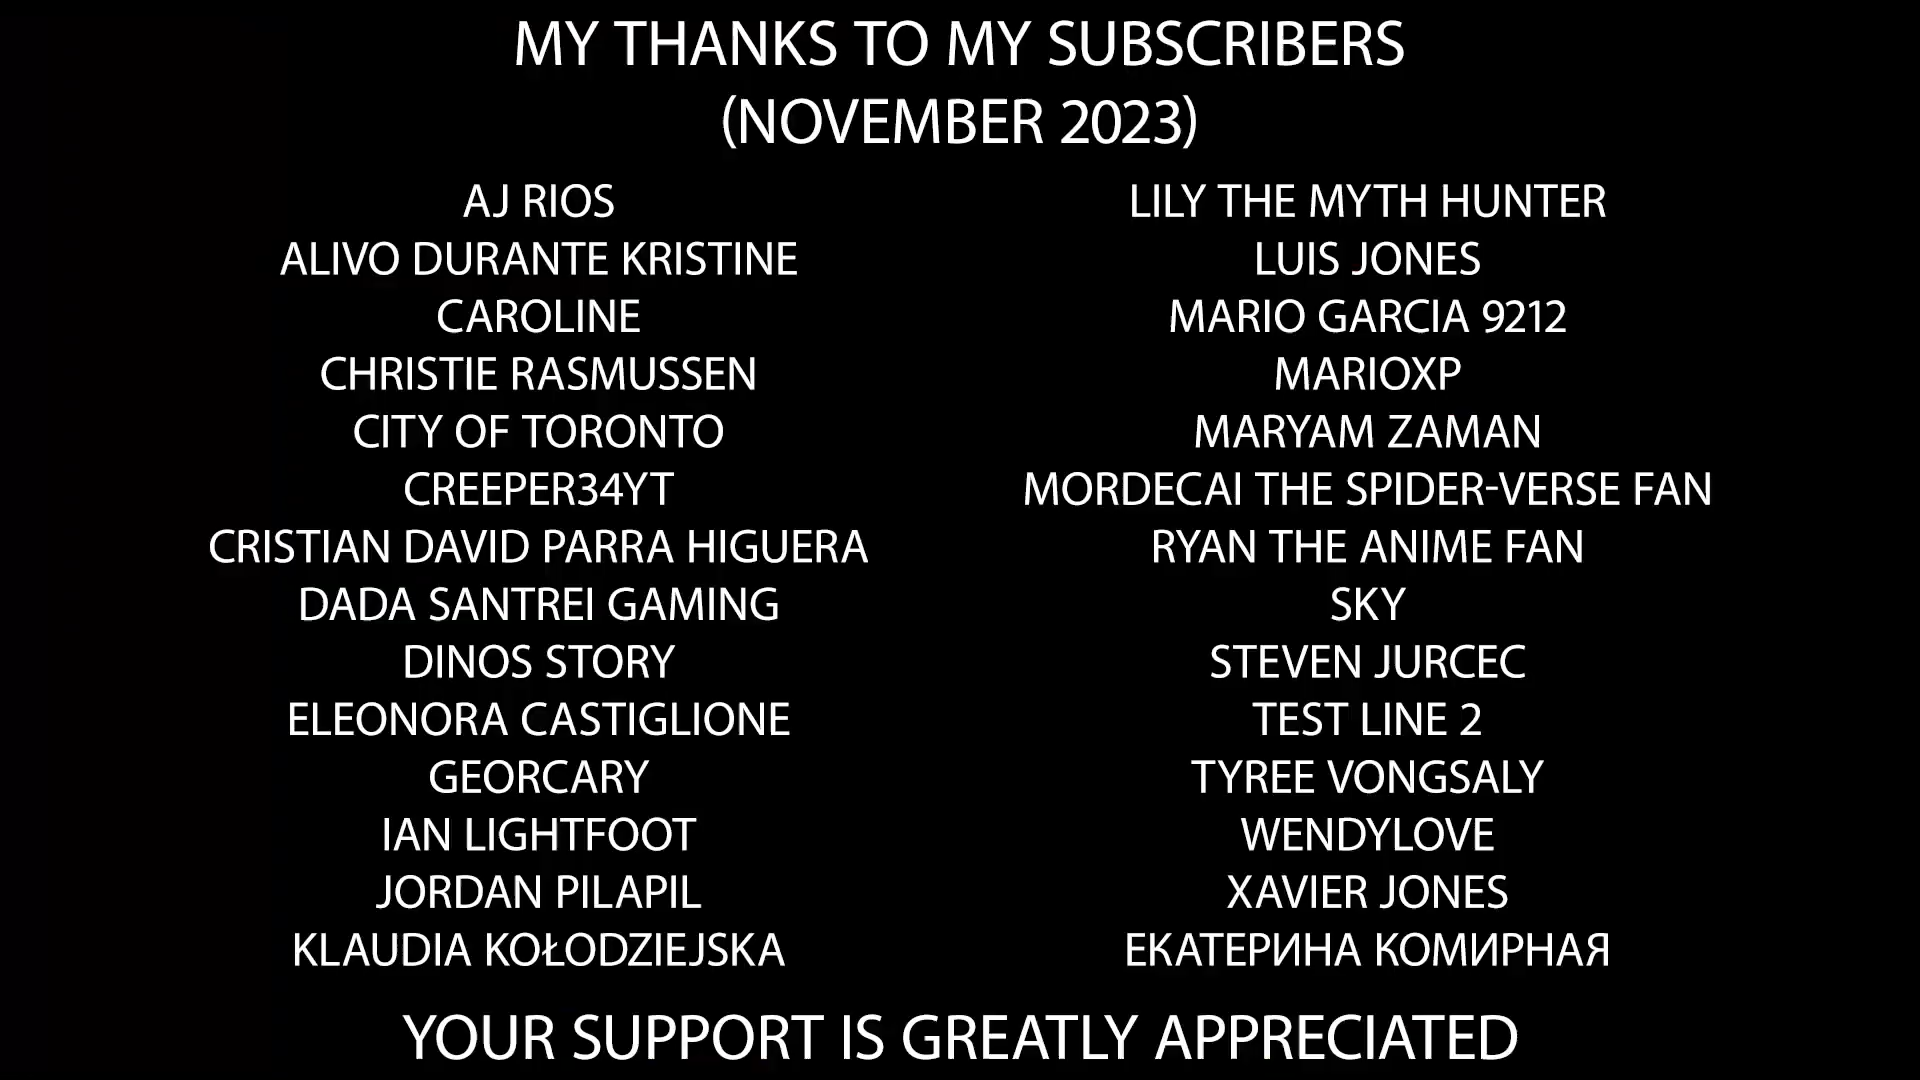 MY THANKS TO MY SUBSCRIBERS
(NOVEMBER 2023)
AJ RIOS
ALIVO DURANTE KRISTINE
CAROLINE
CHRISTIE RASMUSSEN
CITY OF TORONTO
CREEPER34YT
CRISTIAN DAVID PARRA HIGUERA
DADA SANTREI GAMING
DINOS STORY
ELEONORA CASTIGLIONE
GEORCARY
IAN LIGHTFOOT
JORDAN PILAPIL
KLAUDIA KOŁODZIEJSKA
LILY THE MYTH HUNTER
LUIS JONES
MARIO GARCIA 9212
MARIOXP
MARYAM ZAMAN
MORDECAI THE SPIDER-VERSE FAN
RYAN THE ANIME FAN
SKY
STEVEN JURCEC
TEST LINE 2
TYREE VONGSALY
WENDYLOVE
XAVIER JONES
ЕКАТЕРИНА КОМИРНАЯ
YOUR SUPPORT IS GREATLY APPRECIATED